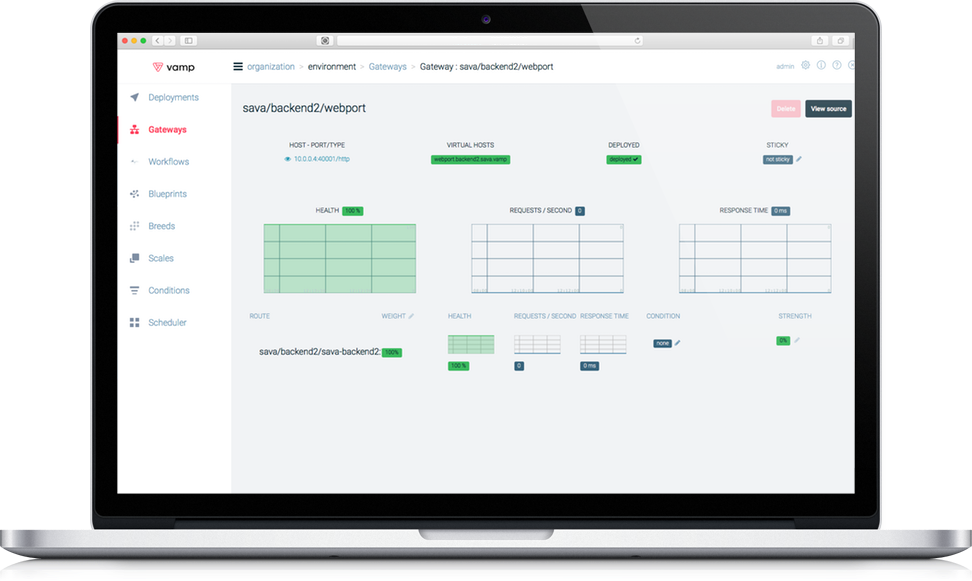 vamp
organization > environment > Gateways > Gateway : sava/backend2/webport
admin
Deployments
Gateways
Workflows
Blueprints
Breeds
Scales
Conditions
Scheduler
sava/backend2/webport
Delete
View source
HOST - PORT/TYPE
VIRTUAL HOSTS
DEPLOYED
STICKY
10.0.0.4:40001/http
webport.backend2.sava.vamp
deployed
not sticky
HEALTH 100 %
REQUESTS / SECOND 0
RESPONSE TIME 0 ms
ROUTE
WEIGHT
HEALTH
REQUESTS / SECOND
RESPONSE TIME
CONDITION
STRENGTH
sava/backend2/sava-backend2: 100%
100 %
0
0 ms
none
0%